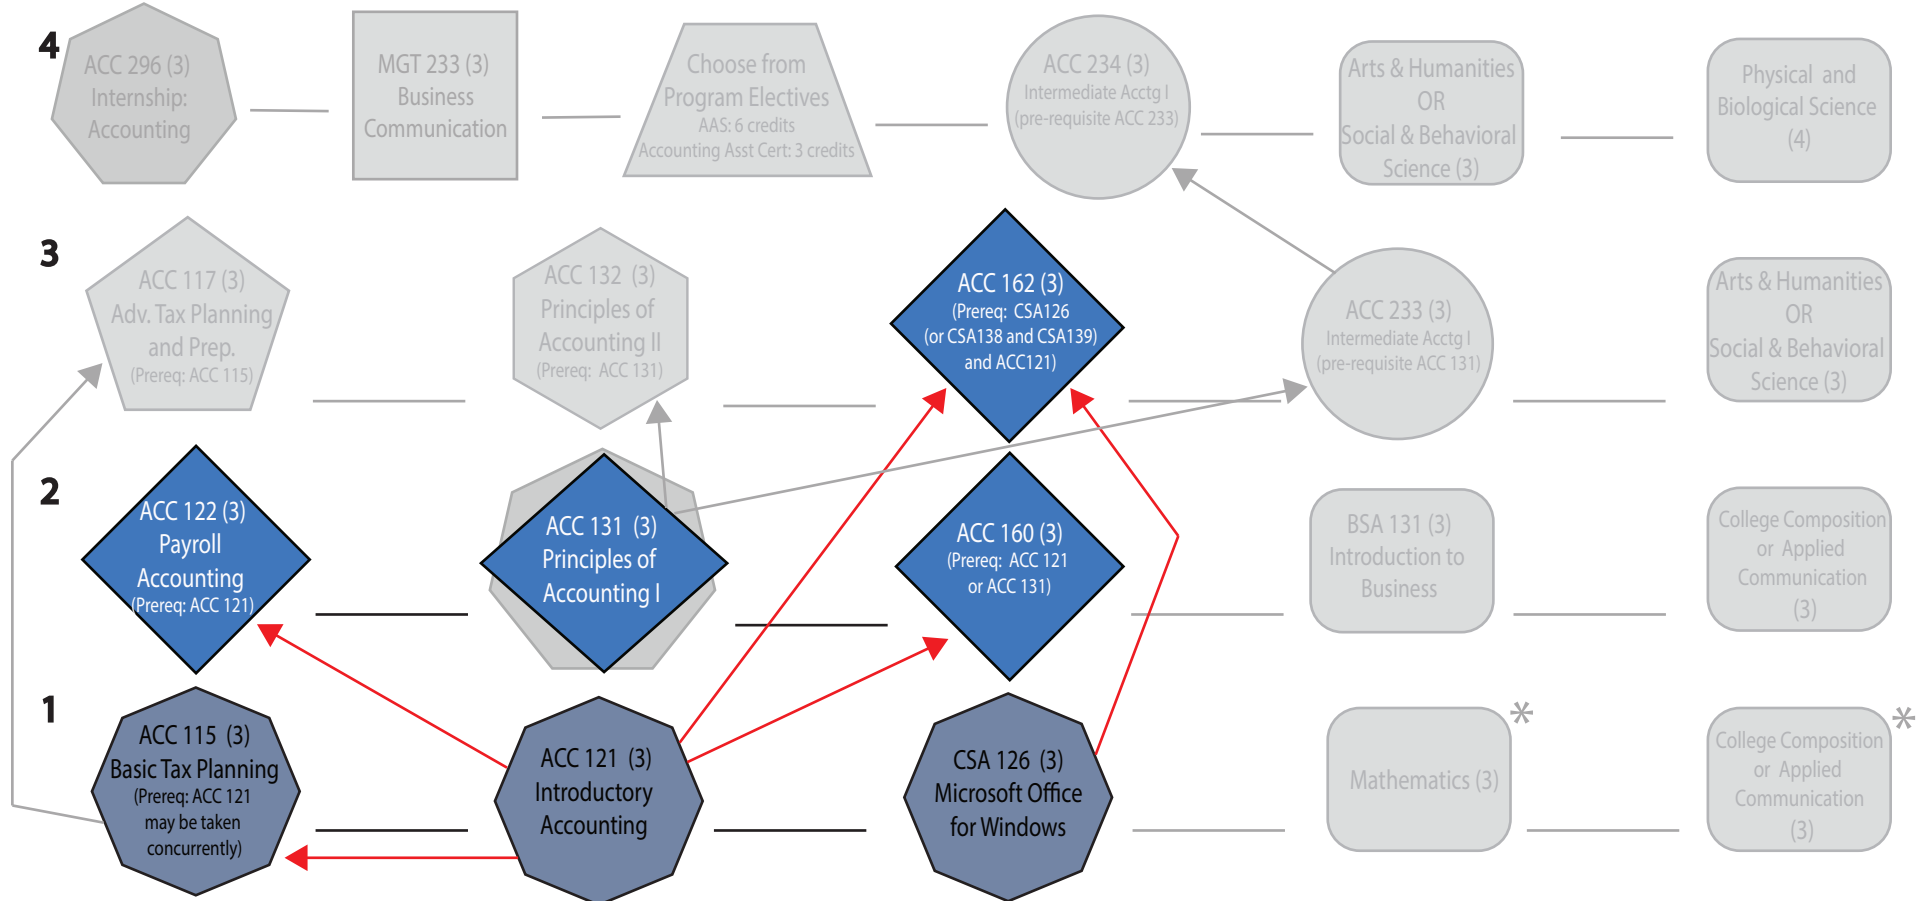 4
ACC 296 (3)
Internship:
Accounting
MGT 233 (3)
Business
Communication
Choose from
Program Electives
AAS: 6 credits
Accounting Asst Cert: 3 credits
ACC 234 (3)
Intermediate Acctg I
(pre-requisite ACC 233)
Arts & Humanities
OR
Social & Behavioral
Science (3)
Physical and
Biological Science
(4)
3
ACC 117 (3)
Adv. Tax Planning
and Prep.
(Prereq: ACC 115)
ACC 132 (3)
Principles of
Accounting II
(Prereq: ACC 131)
ACC 162 (3)
(Prereq: CSA126
(or CSA138 and CSA139)
and ACC121)
ACC 233 (3)
Intermediate Acctg I
(pre-requisite ACC 131)
Arts & Humanities
OR
Social & Behavioral
Science (3)
2
ACC 122 (3)
Payroll
Accounting
(Prereq: ACC 121)
ACC 131 (3)
Principles of
Accounting I
ACC 160 (3)
(Prereq: ACC 121
or ACC 131)
BSA 131 (3)
Introduction to
Business
College Composition
or Applied
Communication
(3)
1
ACC 115 (3)
Basic Tax Planning
(Prereq: ACC 121
may be taken
concurrently)
ACC 121 (3)
Introductory
Accounting
CSA 126 (3)
Microsoft Office
for Windows
Mathematics (3)
*
College Composition
or Applied
Communication
(3)
*